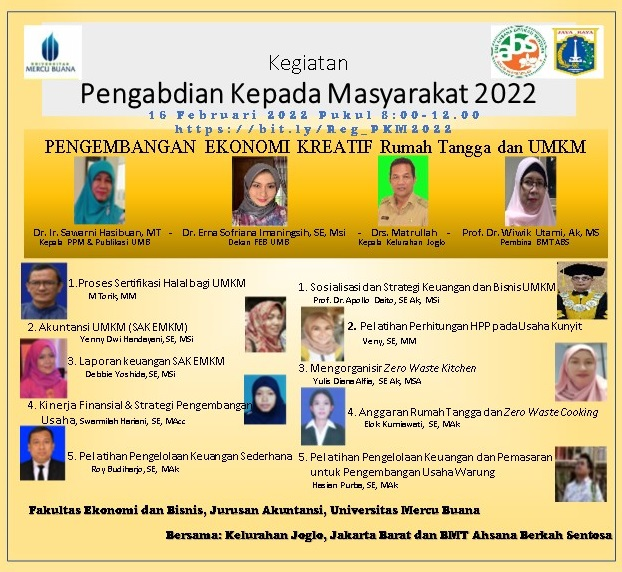 UNIVERSITAS
MERCU BUANA
abs
JAYA RAYA
Kegiatan
Pengabdian Kepada Masyarakat 2022
16 Februari 2022 Pukul 8:00-12.00
https://bit.ly/Reg_PKM2022
PENGEMBANGAN EKONOMI KREATIF Rumah Tangga dan UMKM
Dr. Ir. Sawarni Hasibuan, MT - Dr. Erna Sofriana Imaningsih, SE, Msi - Drs. Matrullah - Prof. Dr. Wiwik Utami, Ak, MS
Kepala PPM & Publikasi UMB Dekan FEB UMB Kepala Kelurahan Joglo Pembina BMT ABS
1.Proses Sertifikasi Halal bagi UMKM
M Torik, MM
2. Akuntansi UMKM (SAK EMKM)
Yenny Dwi Handayani, SE, MSi
3. Laporan keuangan SAK EMKM
Debbie Yoshida, SE, MSi
4. Kinerja Finansial & Strategi Pengembangan
Usaha, Swarmilah Hariani, SE, MAcc
5. Pelatihan Pengelolaan Keuangan Sederhana
Roy Budiharjo, SE, MAk
1. Sosialisasi dan Strategi Keuangan dan Bisnis UMKM
Prof. Dr. Apollo Daito, SE Ak, MSi
2. Pelatihan Perhitungan HPP pada Usaha Kunyit
Veny, SE, MM
3. Mengorganisir Zero Waste Kitchen
Yulis Diana Alfia, SE Ak, MSA
4. Anggaran Rumah Tangga dan Zero Waste Cooking
Elok Kurniawati, SE, MAk
5. Pelatihan Pengelolaan Keuangan dan Pemasaran
untuk Pengembangan Usaha Warung
Hasian Purba, SE, MAk
Fakultas Ekonomi dan Bisnis, Jurusan Akuntansi, Universitas Mercu Buana
Bersama: Kelurahan Joglo, Jakarta Barat dan BMT Ahsana Berkah Sentosa